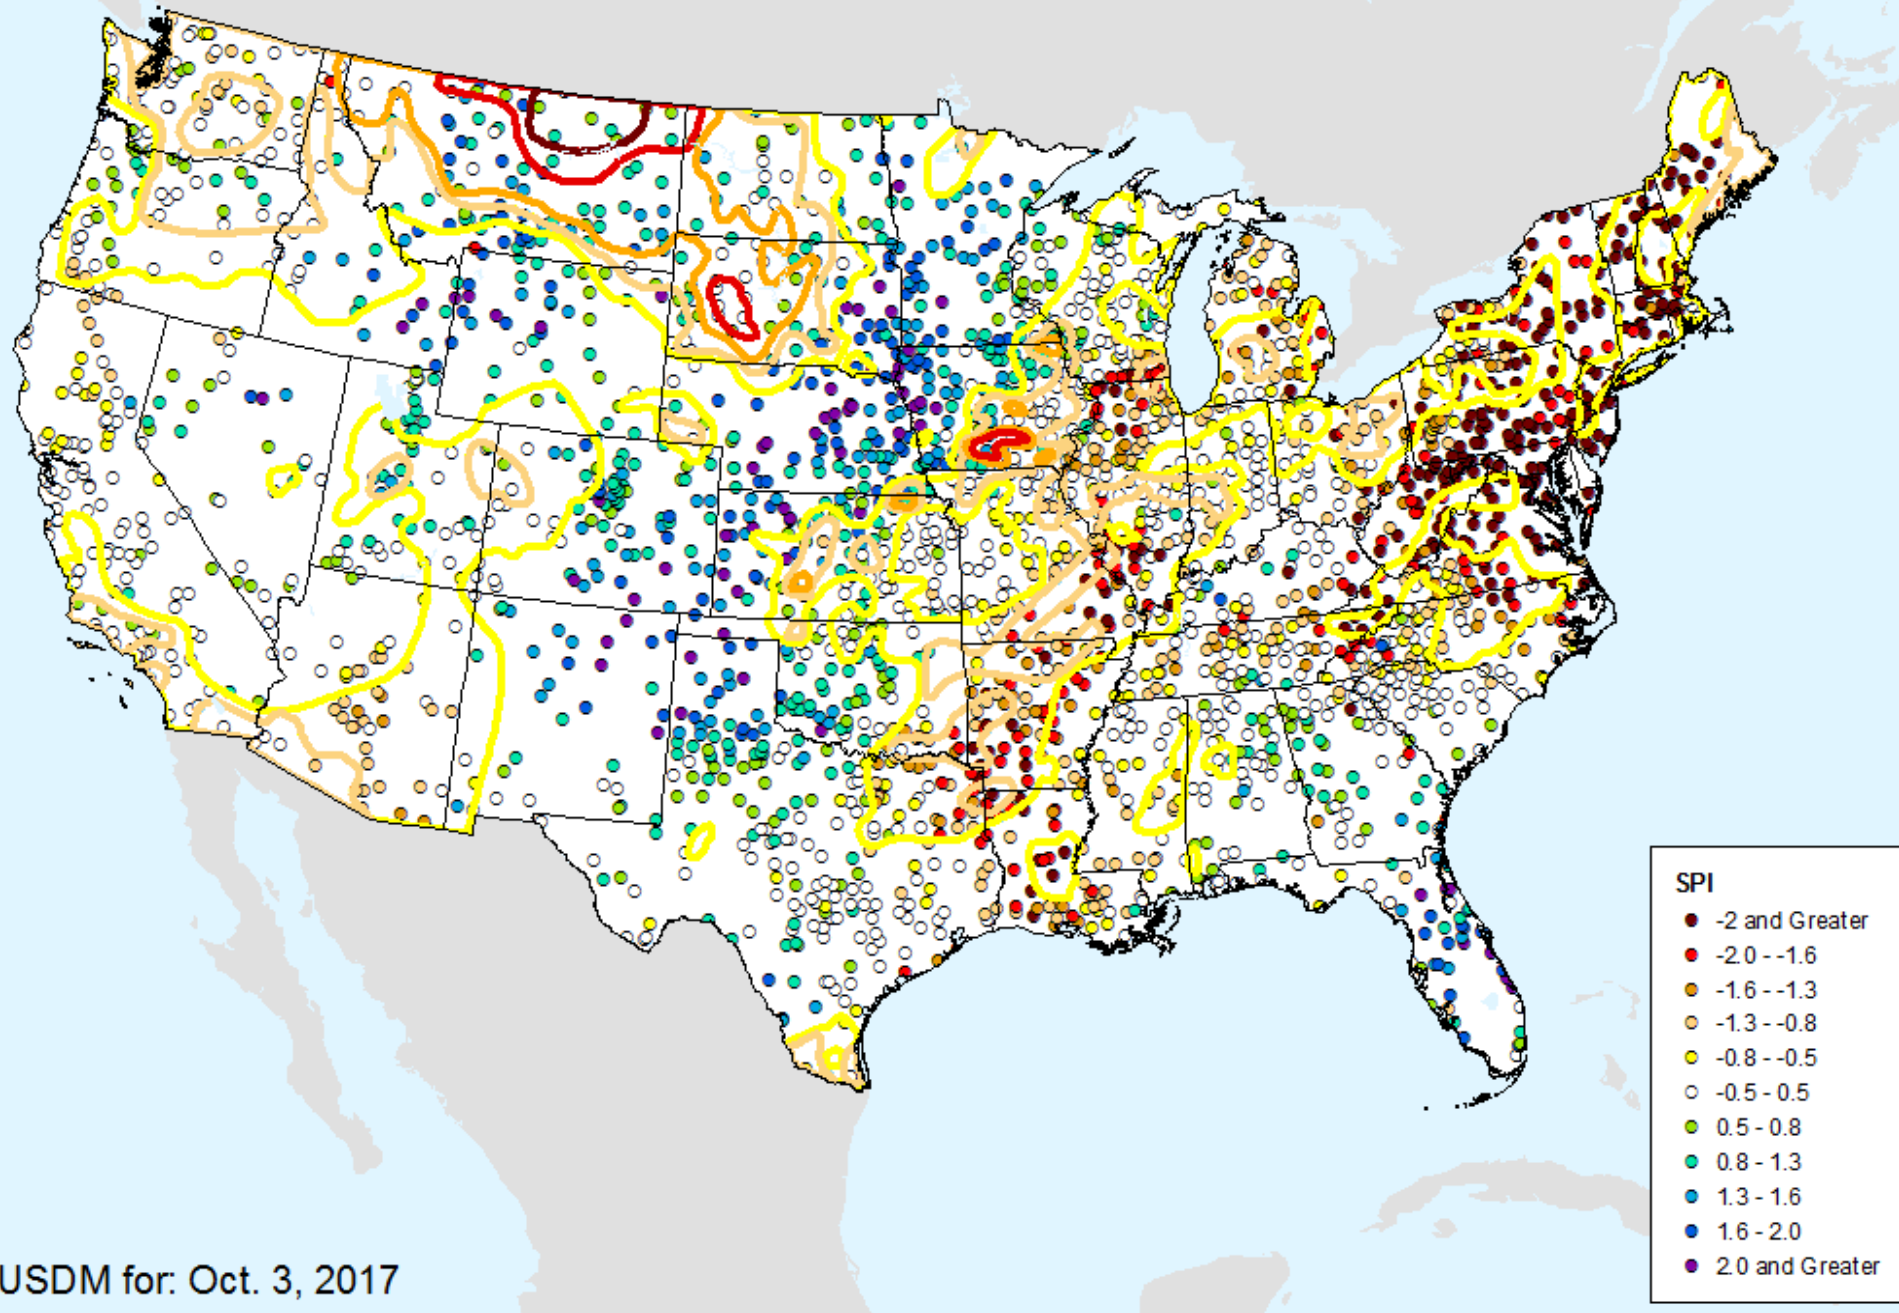 SPI
-2 and Greater
-2.0 - -1.6
-1.6 - -1.3
-1.3 - -0.8
-0.8 - -0.5
-0.5 - 0.5
0.5 - 0.8
0.8 - 1.3
1.3 - 1.6
1.6 - 2.0
2.0 and Greater
USDM for: Oct. 3, 2017